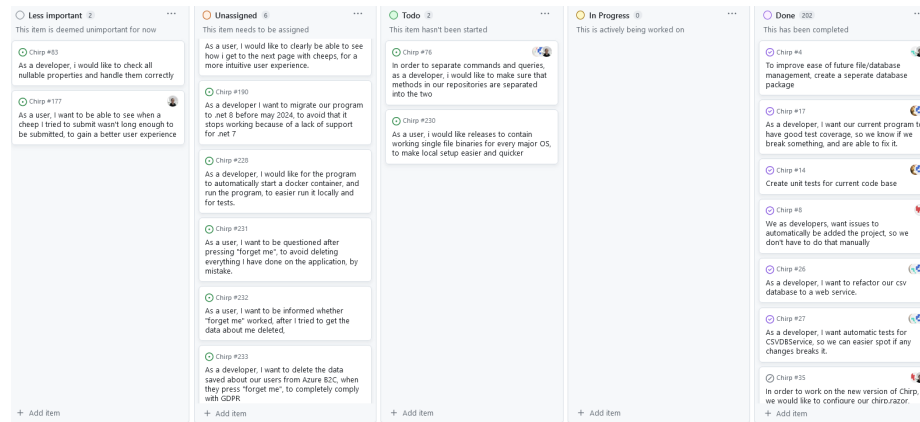 Less important 2
This item is deemed unimportant for now
Chirp #83
As a developer, i would like to check all
nullable properties and handle them correctly
Chirp #177
As a user, I want to be able to see when a
cheep I tried to submit wasn't long enough to
be submitted, to gain a better user experience
+ Add item
Unassigned 6
This item needs to be assigned
As a user, I would like to clearly be able to see
how i get to the next page with cheeps, for a
more intuitive user experience.
Chirp #190
As a developer I want to migrate our program
to .net 8 before may 2024, to avoid that it
stops working because of a lack of support
for .net 7
Chirp #228
As a developer, I would like for the program
to automatically start a docker container, and
run the program, to easier run it locally and
for tests.
Chirp #231
As a user, I want to be questioned after
pressing "forget me", to avoid deleting
everything I have done on the application, by
mistake.
Chirp #232
As a user, I want to be informed whether
"forget me" worked, after I tried to get the
data about me deleted,
Chirp #233
As a developer, I want to delete the data
saved about our users from Azure B2C, when
they press "forget me", to completely comply
with GDPR
+ Add item
Todo 2
This item hasn't been started
Chirp #76
In order to separate commands and queries,
as a developer, i would like to make sure that
methods in our repositories are separated
into the two
Chirp #230
As a user, i would like releases to contain
working single file binaries for every major OS,
to make local setup easier and quicker
+ Add item
In Progress 0
This is actively being worked on
+ Add item
Done 202
This has been completed
Chirp #4
To improve ease of future file/database
management, create a seperate database
package
Chirp #17
As a developer, I want our current program to
have good test coverage, so we know if we
break something, and are able to fix it.
Chirp #14
Create unit tests for current code base
Chirp #8
We as developers, want issues to
automatically be added the project, so we
don't have to do that manually
Chirp #26
As a developer, I want to refactor our csv
database to a web service.
Chirp #27
As a developer, I want automatic tests for
CSVDBService, so we can easier spot if any
changes breaks it.
Chirp #35
In order to work on the new version of Chirp,
we would like to configure our chirp.razor.
+ Add item